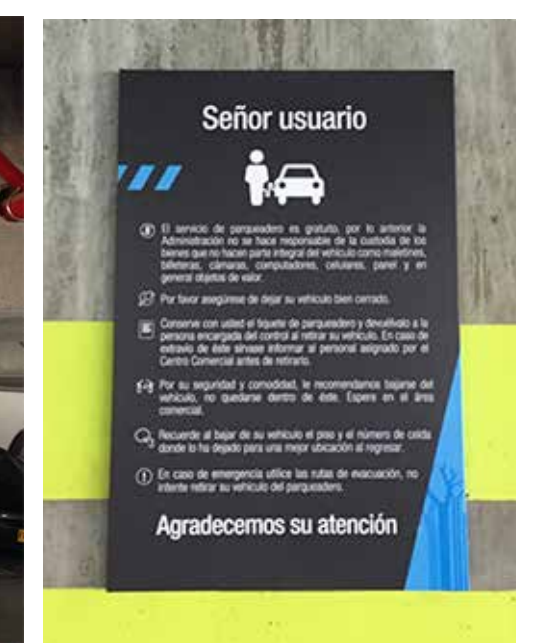 Señor usuario
El servicio de parqueadero es gratuito, por lo anterior la
Administración no se hace responsable de la custodia de los
bienes que no hacen parte integral del vehículo como maletines,
billeteras, cámaras, computadores, celulares, panel y en
general objetos de valor.
Por favor asegúrese de dejar su vehículo bien cerrado.
Conserve con usted el tiquete de parqueadero y devuélvalo a la
persona encargada del control al retirar su vehículo. En caso de
extravío de éste sírvase informar al personal asignado por el
Centro Comercial antes de retirarlo.
Por su seguridad y comodidad, le recomendamos bajarse del
vehículo, no quedarse dentro de éste. Espere en el área
comercial.
Recuerde al bajar de su vehículo el piso y el número de celda
donde lo ha dejado para una mejor ubicación al regresar.
En caso de emergencia utilice las rutas de evacuación, no
intente retirar su vehículo del parqueadero.
Agradecemos su atención